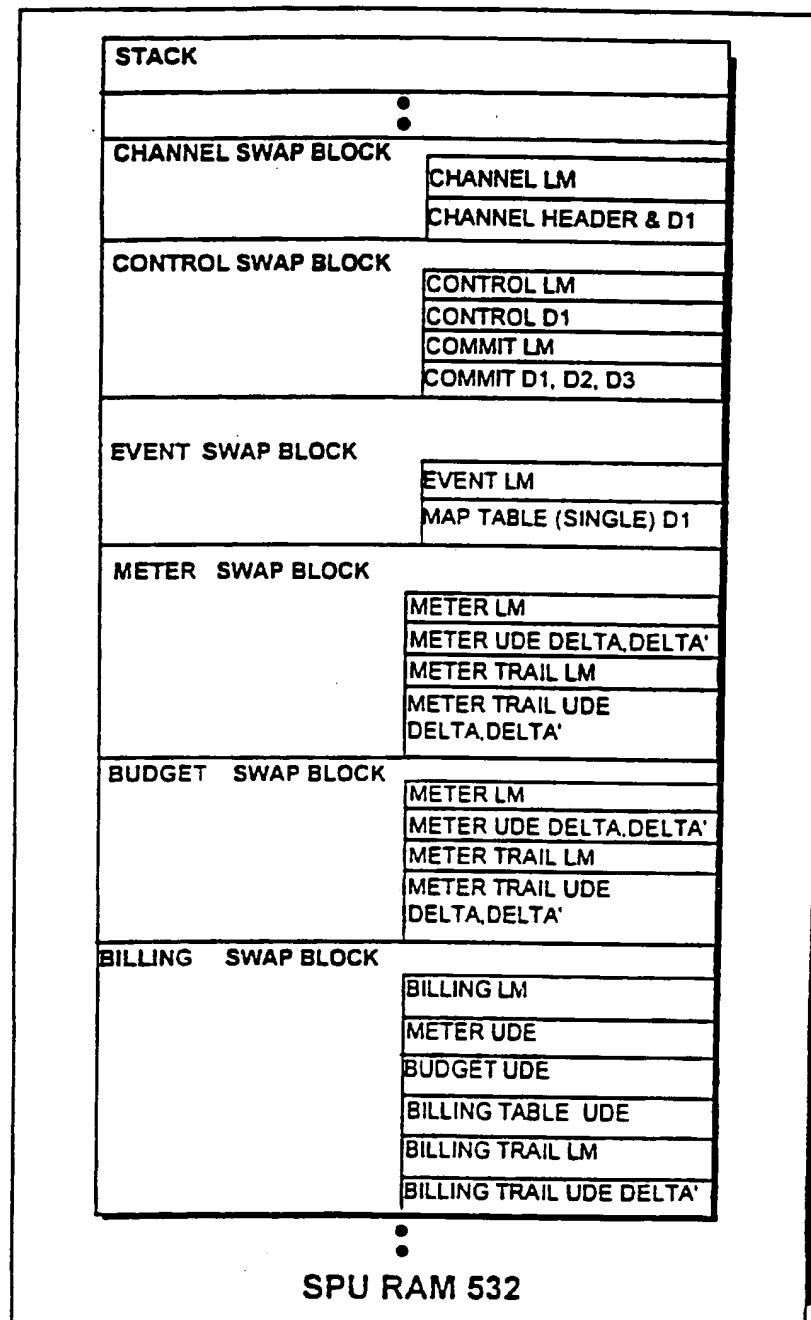 STACK
CHANNEL SWAP BLOCK
CHANNEL LM
CHANNEL HEADER & D1
CONTROL SWAP BLOCK
CONTROL LM
CONTROL D1
COMMIT LM
COMMIT D1, D2, D3
EVENT SWAP BLOCK
EVENT LM
MAP TABLE (SINGLE) D1
METER SWAP BLOCK
METER LM
METER UDE DELTA,DELTA'
METER TRAIL LM
METER TRAIL UDE
DELTA,DELTA'
BUDGET SWAP BLOCK
METER LM
METER UDE DELTA,DELTA'
METER TRAIL LM
METER TRAIL UDE
DELTA,DELTA'
BILLING SWAP BLOCK
BILLING LM
METER UDE
BUDGET UDE
BILLING TABLE UDE
BILLING TRAIL LM
BILLING TRAIL UDE DELTA'
SPU RAM 532